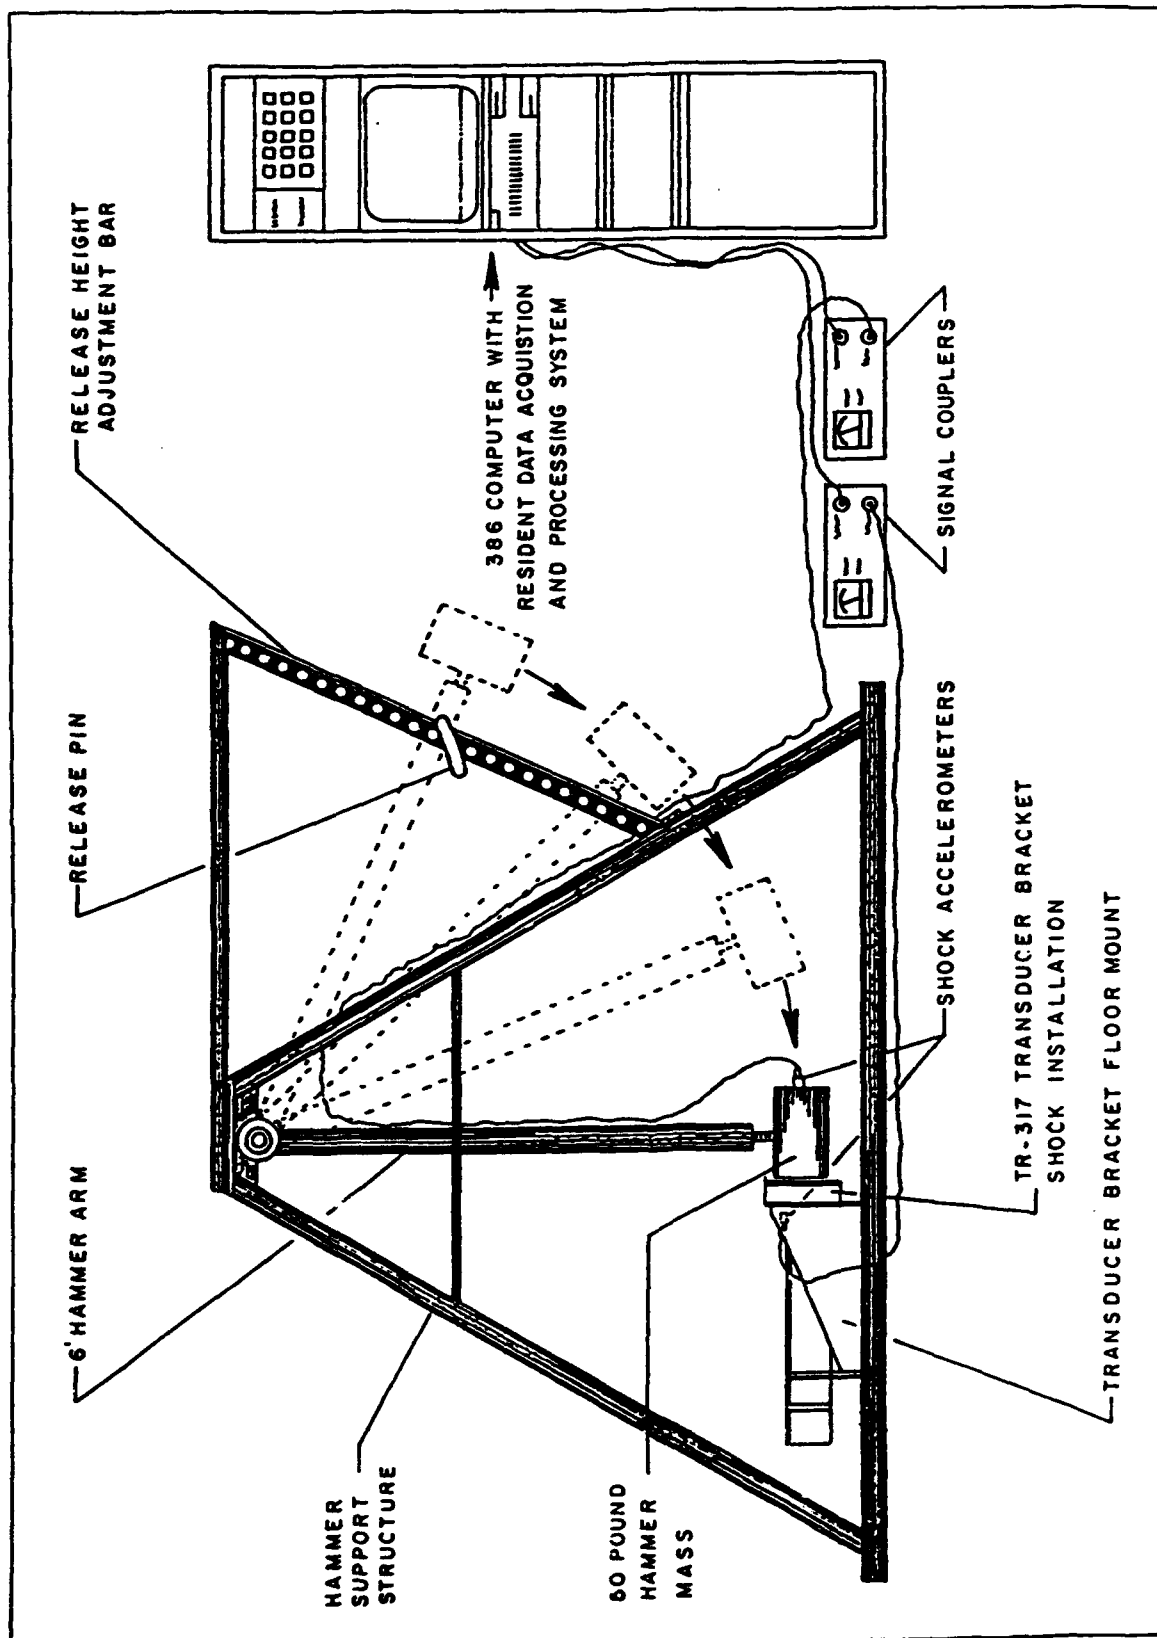 6' HAMMER ARM
RELEASE PIN
RELEASE HEIGHT
ADJUSTMENT BAR
HAMMER
SUPPORT
STRUCTURE
386 COMPUTER WITH
RESIDENT DATA ACQUISTION
AND PROCESSING SYSTEM
60 POUND
HAMMER
MASS
SHOCK ACCELEROMETERS
SIGNAL COUPLERS
TR-317 TRANSDUCER BRACKET
SHOCK INSTALLATION
TRANSDUCER BRACKET FLOOR MOUNT